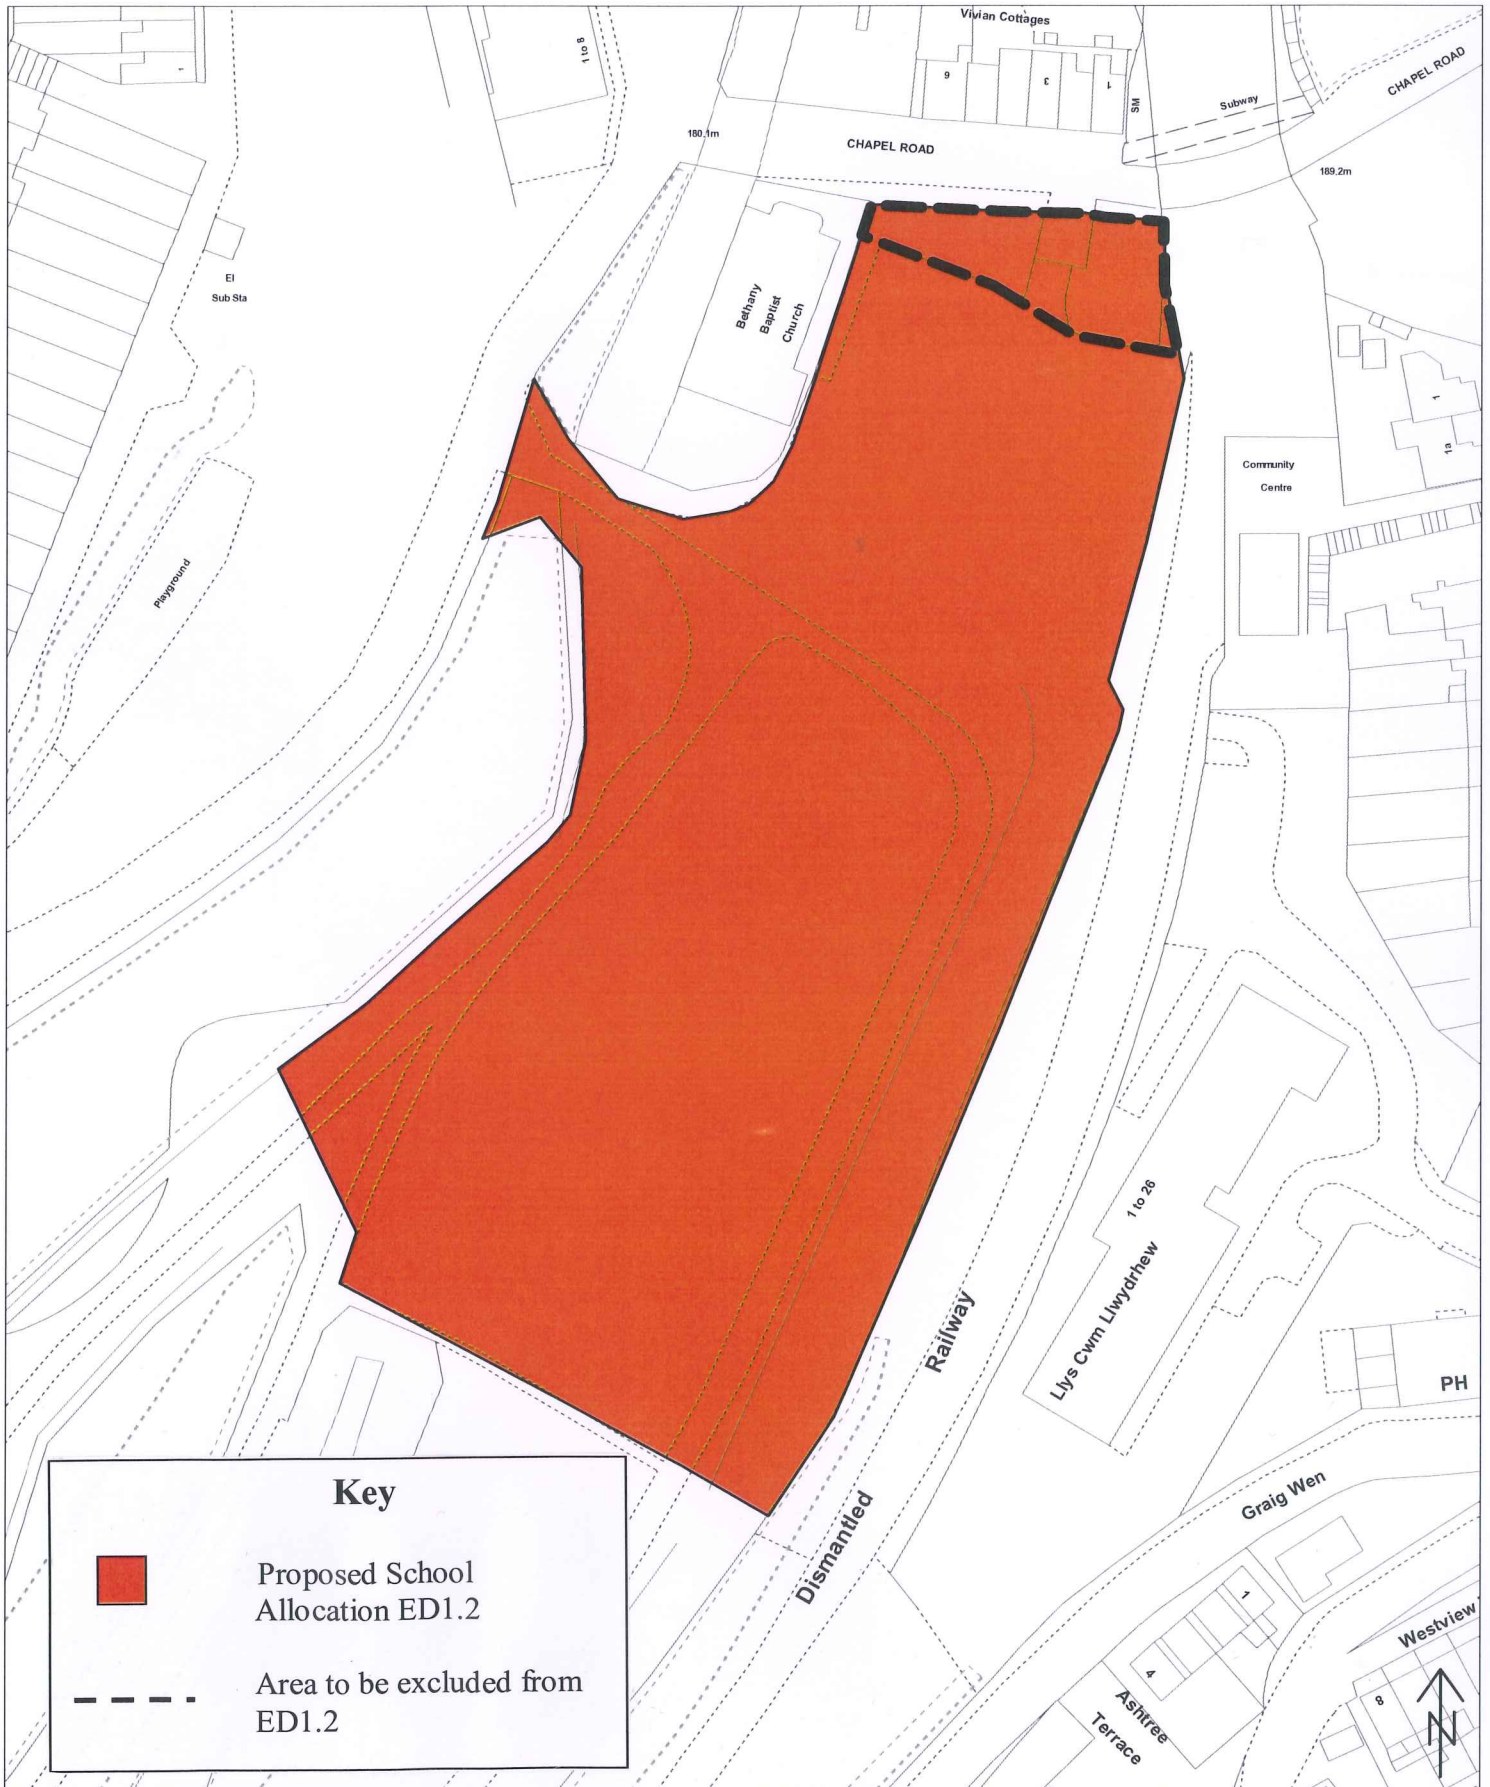 Vivian Cottages
1 to 8
1
6
3
1
SM
Subway
CHAPEL ROAD
180.1m
CHAPEL ROAD
189.2m
El
Sub Sta
Bethany
Baptist
Church
1
1a
Community
Centre
Playground
1 to 26
Llys Cwm Llwydrhew
Railway
PH
Dismantled
Graig Wen
1
4
Westview
8
Ashtree
Terrace
N
Key
Proposed School
Allocation ED1.2
Area to be excluded from
ED1.2